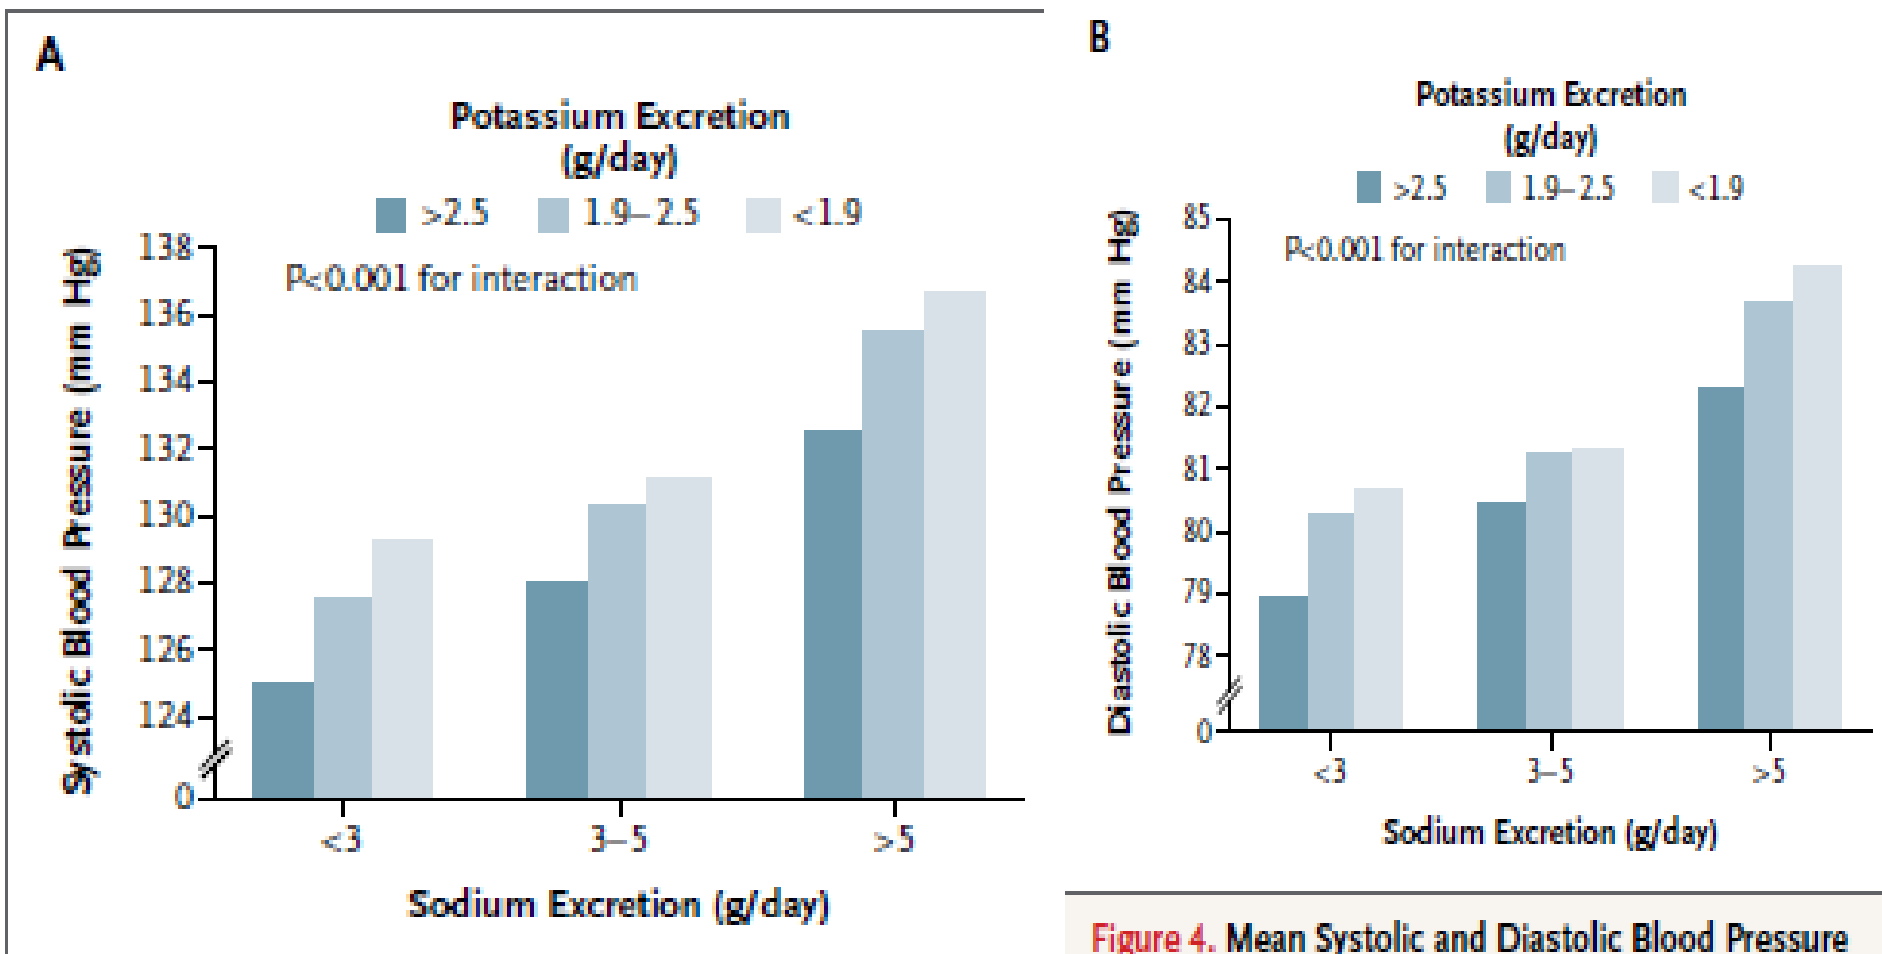 A
Potassium Excretion
(g/day)
>2.5 1.9–2.5 <1.9
P<0.001 for interaction
Systolic Blood Pressure (mm Hg)
138
136
134
132
130
128
126
124
0
<3 3–5 >5
Sodium Excretion (g/day)
B
Potassium Excretion
(g/day)
>2.5 1.9–2.5 <1.9
P<0.001 for interaction
Diastolic Blood Pressure (mm Hg)
85
84
83
82
81
80
79
78
0
<3 3–5 >5
Sodium Excretion (g/day)
Figure 4. Mean Systolic and Diastolic Blood Pressure